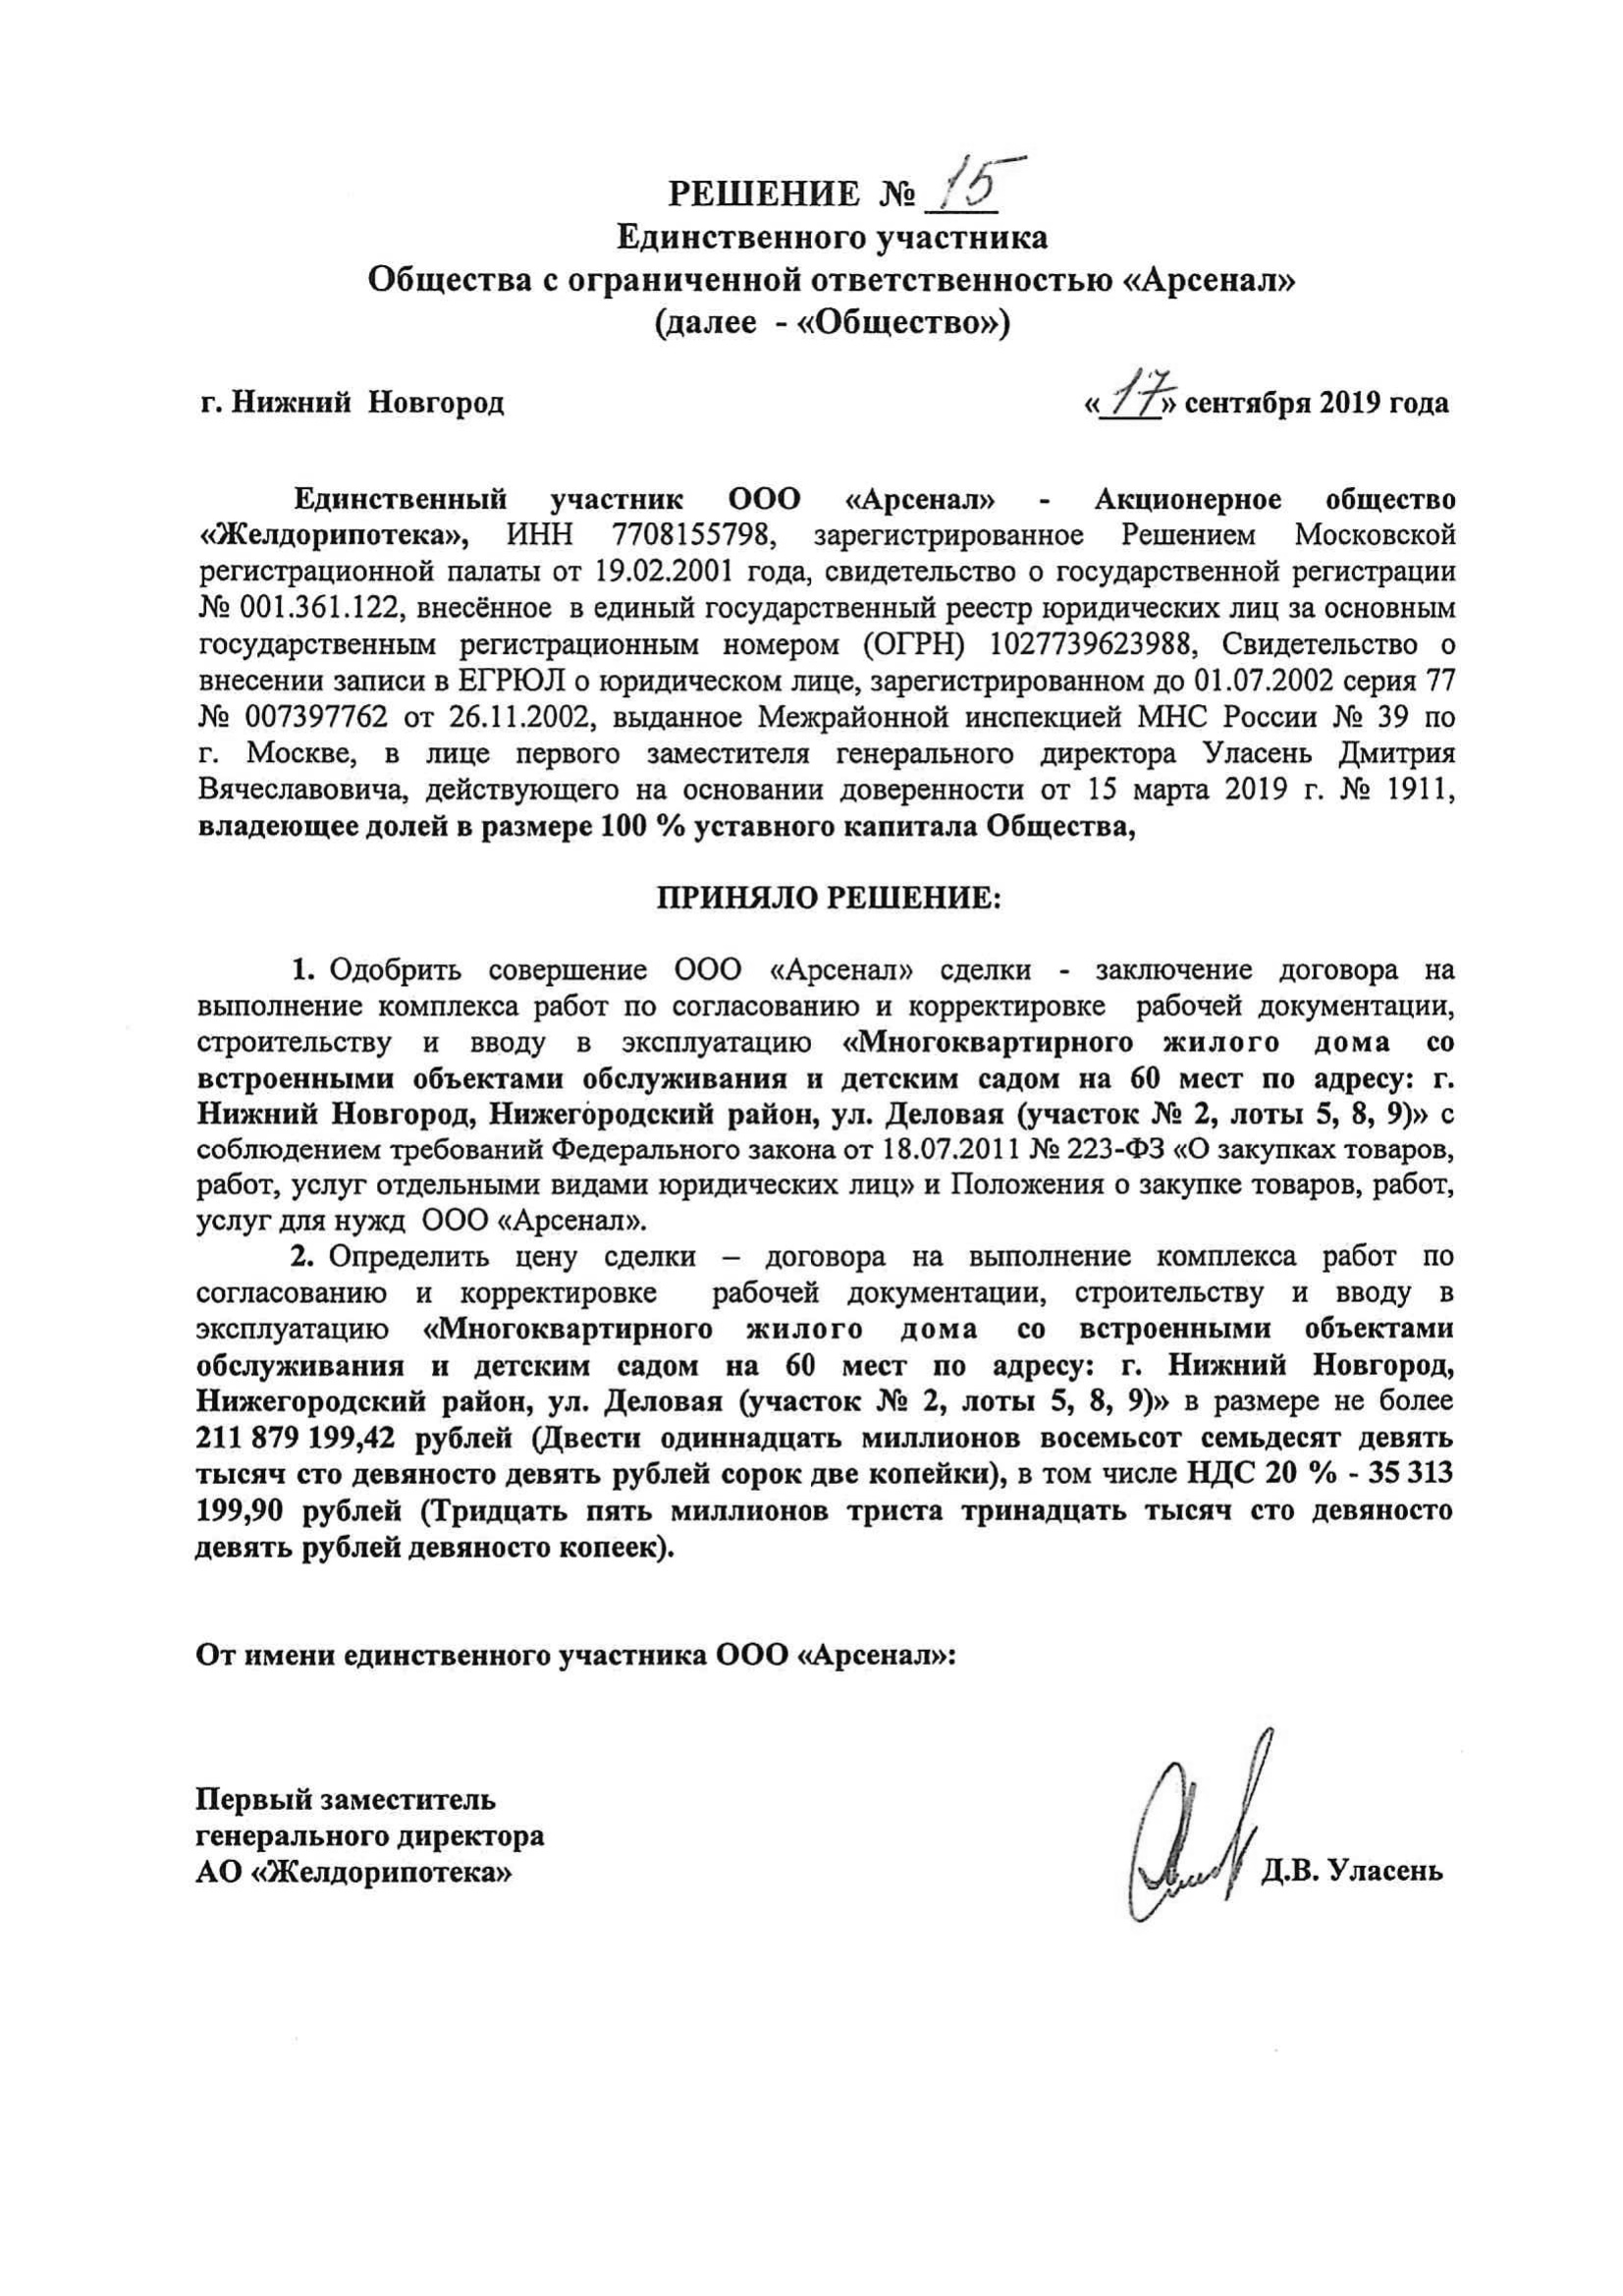 РЕШЕНИЕ № 15
Единственного участника
Общества с ограниченной ответственностью «Арсенал»
(далее - «Общество»)
г. Нижний Новгород «17» сентября 2019 года
Единственный участник ООО «Арсенал» - Акционерное общество
«Желдорипотека», ИНН 7708155798, зарегистрированное Решением Московской
регистрационной палаты от 19.02.2001 года, свидетельство о государственной регистрации
№ 001.361.122, внесённое в единый государственный реестр юридических лиц за основным
государственным регистрационным номером (ОГРН) 1027739623988, Свидетельство о
внесении записи в ЕГРЮЛ о юридическом лице, зарегистрированном до 01.07.2002 серия 77
№ 007397762 от 26.11.2002, выданное Межрайонной инспекцией МНС России № 39 по
г. Москве, в лице первого заместителя генерального директора Уласень Дмитрия
Вячеславовича, действующего на основании доверенности от 15 марта 2019 г. № 1911,
владеющее долей в размере 100 % уставного капитала Общества,
ПРИНЯЛО РЕШЕНИЕ:
1. Одобрить совершение ООО «Арсенал» сделки - заключение договора на
выполнение комплекса работ по согласованию и корректировке рабочей документации,
строительству и вводу в эксплуатацию «Многоквартирного жилого дома со
встроенными объектами обслуживания и детским садом на 60 мест по адресу: г.
Нижний Новгород, Нижегородский район, ул. Деловая (участок № 2, лоты 5, 8, 9)» с
соблюдением требований Федерального закона от 18.07.2011 № 223-ФЗ «О закупках товаров,
работ, услуг отдельными видами юридических лиц» и Положения о закупке товаров, работ,
услуг для нужд ООО «Арсенал».
2. Определить цену сделки – договора на выполнение комплекса работ по
согласованию и корректировке рабочей документации, строительству и вводу в
эксплуатацию «Многоквартирного жилого дома со встроенными объектами
обслуживания и детским садом на 60 мест по адресу: г. Нижний Новгород,
Нижегородский район, ул. Деловая (участок № 2, лоты 5, 8, 9)» в размере не более
211 879 199,42 рублей (Двести одиннадцать миллионов восемьсот семьдесят девять
тысяч сто девяносто девять рублей сорок две копейки), в том числе НДС 20 % - 35 313
199,90 рублей (Тридцать пять миллионов триста тринадцать тысяч сто девяносто
девять рублей девяносто копеек).
От имени единственного участника ООО «Арсенал»:
Первый заместитель
генерального директора
АО «Желдорипотека» Д.В. Уласень